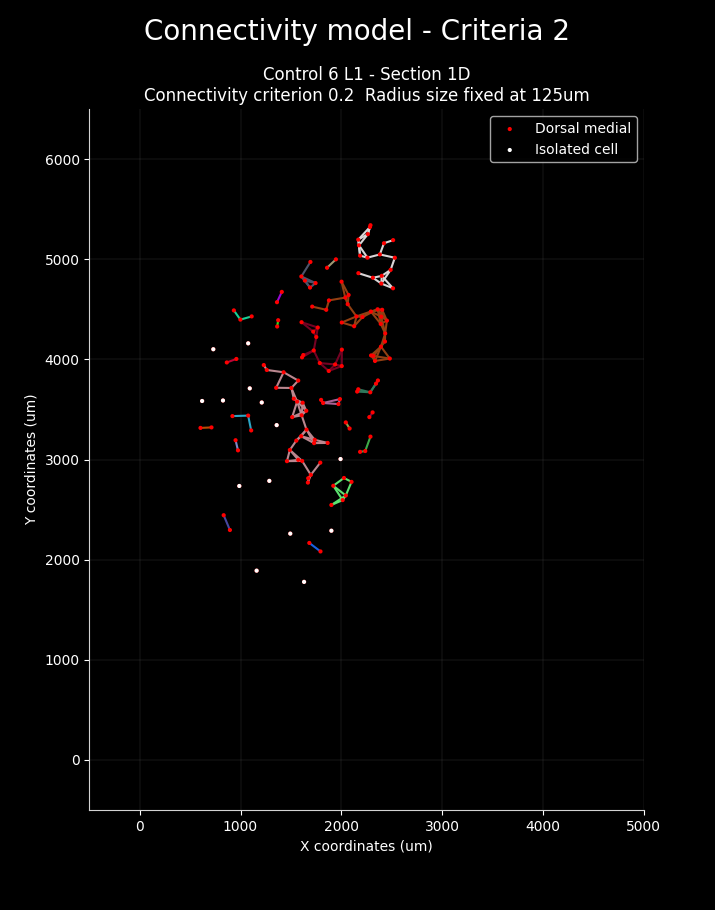 Connectivity model - Criteria 2
Control 6 L1 - Section 1D
Connectivity criterion 0.2  Radius size fixed at 125um
Dorsal medial
Isolated cell
6000
5000
4000
3000
2000
1000
0
Y coordinates (um)
0 1000 2000 3000 4000 5000
X coordinates (um)